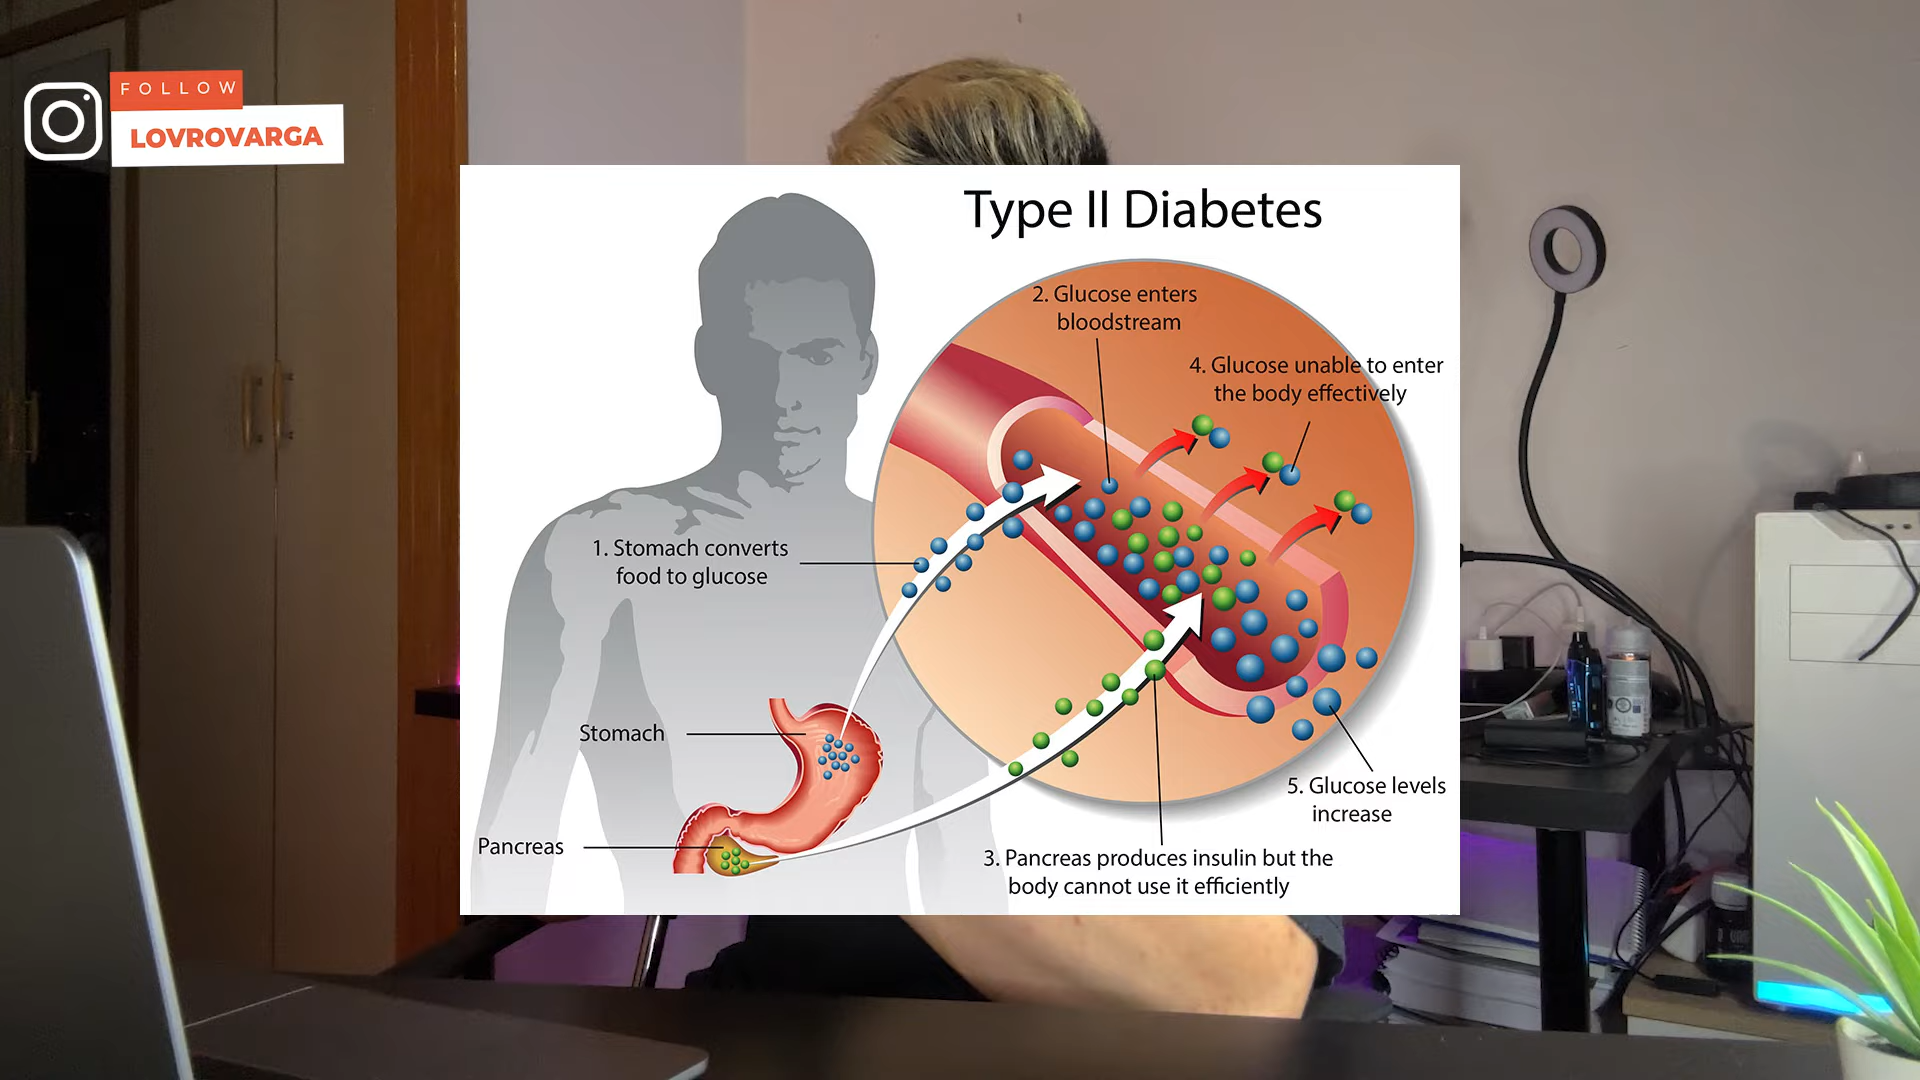 FOLLOW
LOVROVARGA
Type II Diabetes
2. Glucose enters
bloodstream
4. Glucose unable to enter
the body effectively
1. Stomach converts
food to glucose
Stomach
5. Glucose levels
increase
Pancreas
3. Pancreas produces insulin but the
body cannot use it efficiently